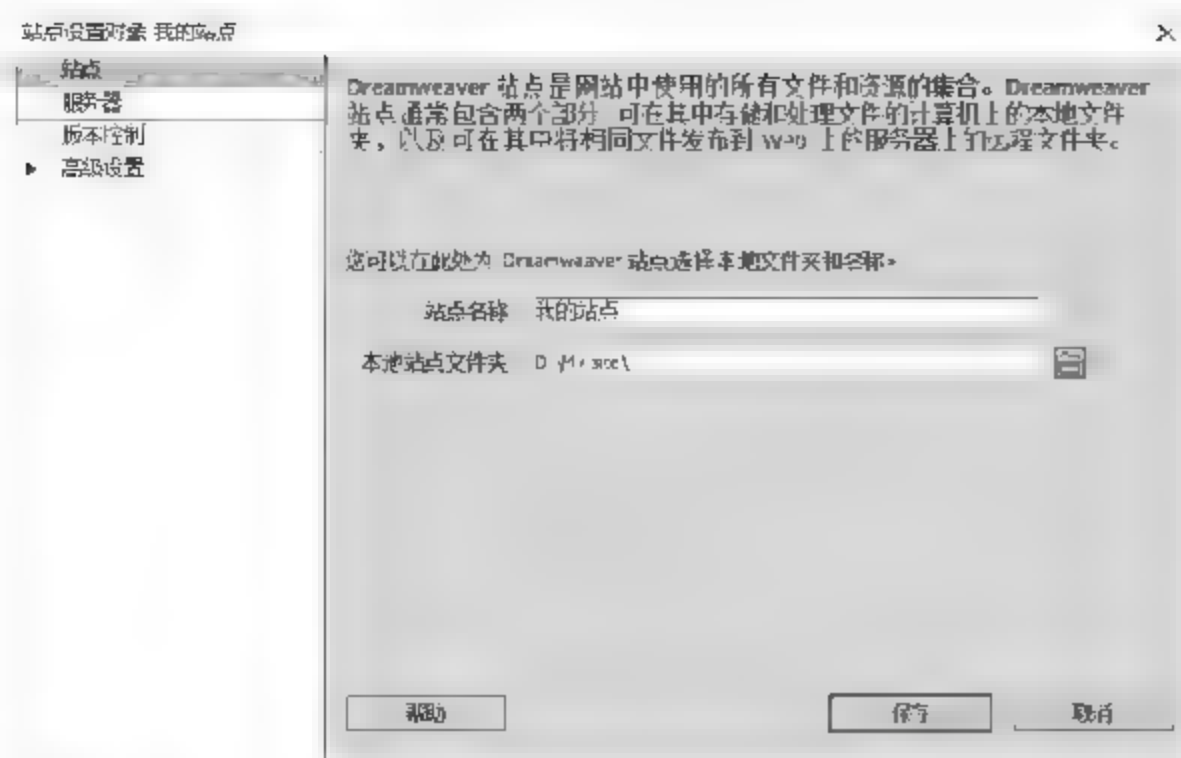 站点设置对象 我的站点
站点
服务器
版本控制
高级设置
Dreamweaver 站点是网站中使用的所有文件和资源的集合。Dreamweaver
站点通常包含两个部分 可在其中存储和处理文件的计算机上的本地文件
夹，以及可在其中将相同文件发布到 Web 上的服务器上的远程文件夹。
您可以在此处为 Dreamweaver 站点选择本地文件夹和名称。
站点名称 我的站点
本地站点文件夹
帮助
保存
取消